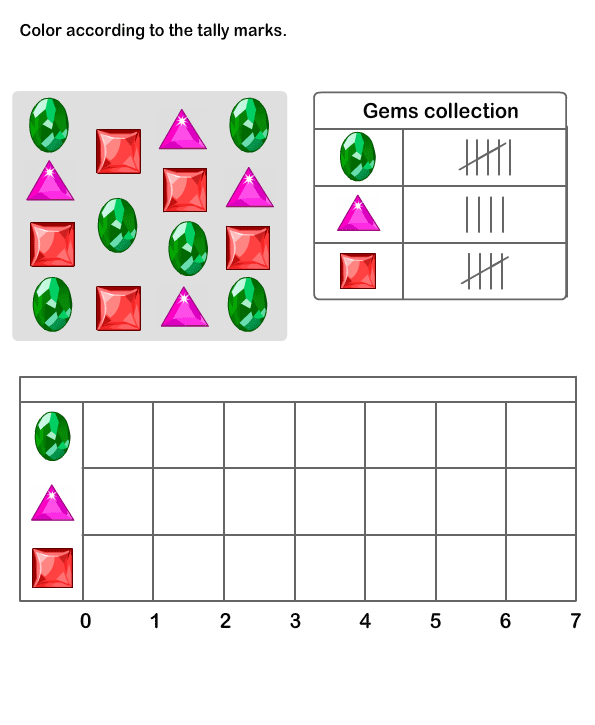 Color according to the tally marks.
Gems collection
0 1 2 3 4 5 6 7